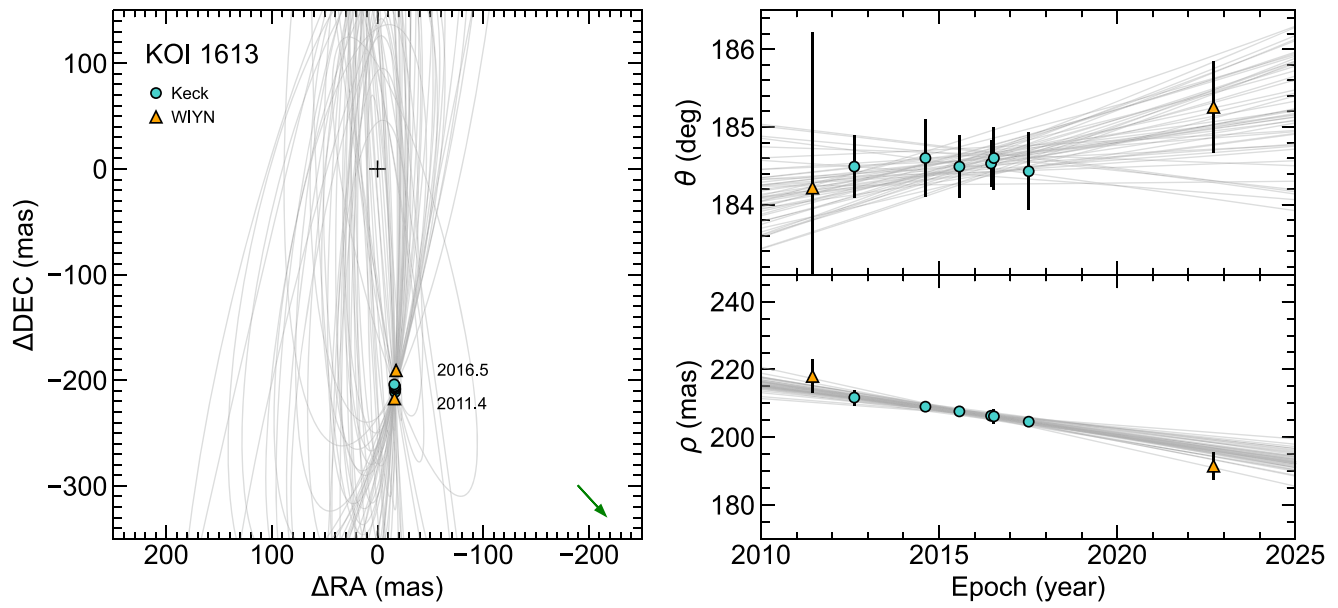 KOI 1613
Keck
WIYN
2016.5
2011.4
100
0
−100
−200
−300
ΔDEC (mas)
200
100
0
−100
−200
ΔRA (mas)
186
185
184
θ (deg)
240
220
200
180
ρ (mas)
2010
2015
2020
2025
Epoch (year)